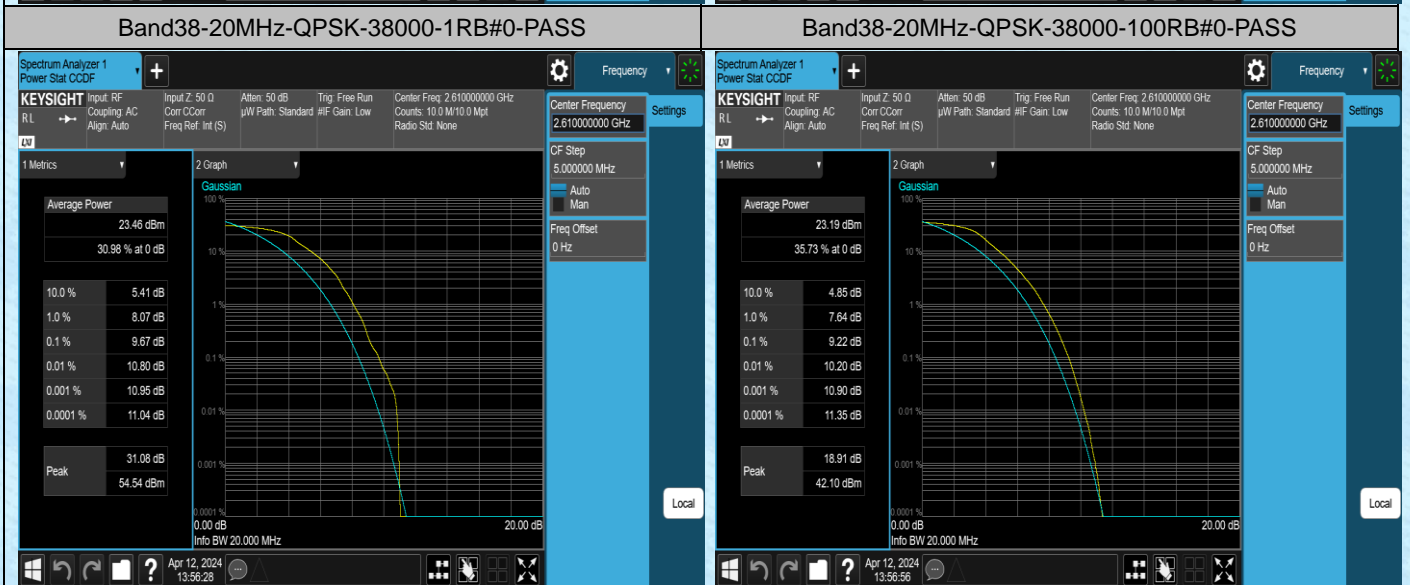 Band38-20MHz-QPSK-38000-1RB#0-PASS
Spectrum Analyzer 1
Power Stat CCDF
+
Frequency
KEYSIGHT
RL
LXI
Input: RF
Coupling: AC
Align: Auto
Input Z: 50 Ω
Corr CCorr
Freq Ref: Int (S)
Atten: 50 dB
µW Path: Standard
Trig: Free Run
#IF Gain: Low
Center Freq: 2.610000000 GHz
Counts: 10.0 M/10.0 Mpt
Radio Std: None
Center Frequency
2.610000000 GHz
Settings
CF Step
5.000000 MHz
Auto
Man
Freq Offset
0 Hz
1 Metrics
Average Power
23.46 dBm
30.98 % at 0 dB
10.0 % 5.41 dB
1.0 % 8.07 dB
0.1 % 9.67 dB
0.01 % 10.80 dB
0.001 % 10.95 dB
0.0001 % 11.04 dB
Peak
31.08 dB
54.54 dBm
2 Graph
Gaussian
100 %
10 %
1 %
0.1 %
0.01 %
0.001 %
0.0001 %
0.00 dB 20.00 dB
Info BW 20.000 MHz
Local
?
Apr 12, 2024
13:56:28
Band38-20MHz-QPSK-38000-100RB#0-PASS
Spectrum Analyzer 1
Power Stat CCDF
+
Frequency
KEYSIGHT
RL
LXI
Input: RF
Coupling: AC
Align: Auto
Input Z: 50 Ω
Corr CCorr
Freq Ref: Int (S)
Atten: 50 dB
µW Path: Standard
Trig: Free Run
#IF Gain: Low
Center Freq: 2.610000000 GHz
Counts: 10.0 M/10.0 Mpt
Radio Std: None
Center Frequency
2.610000000 GHz
Settings
CF Step
5.000000 MHz
Auto
Man
Freq Offset
0 Hz
1 Metrics
Average Power
23.19 dBm
35.73 % at 0 dB
10.0 % 4.85 dB
1.0 % 7.64 dB
0.1 % 9.22 dB
0.01 % 10.20 dB
0.001 % 10.90 dB
0.0001 % 11.35 dB
Peak
18.91 dB
42.10 dBm
2 Graph
Gaussian
100 %
10 %
1 %
0.1 %
0.01 %
0.001 %
0.0001 %
0.00 dB 20.00 dB
Info BW 20.000 MHz
Local
?
Apr 12, 2024
13:56:56